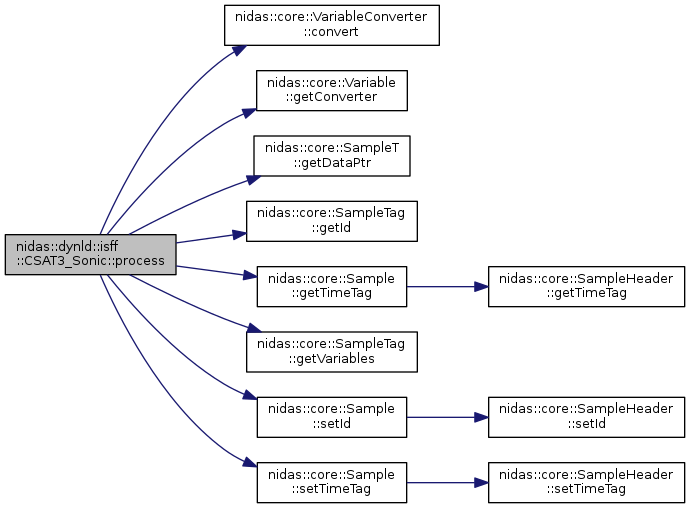 nidas::core::VariableConverter
::convert
nidas::core::Variable
::getConverter
nidas::core::SampleT
::getDataPtr
nidas::core::SampleTag
::getId
nidas::dynld::isff
::CSAT3_Sonic::process
nidas::core::Sample
::getTimeTag
nidas::core::SampleHeader
::getTimeTag
nidas::core::SampleTag
::getVariables
nidas::core::Sample
::setId
nidas::core::SampleHeader
::setId
nidas::core::Sample
::setTimeTag
nidas::core::SampleHeader
::setTimeTag